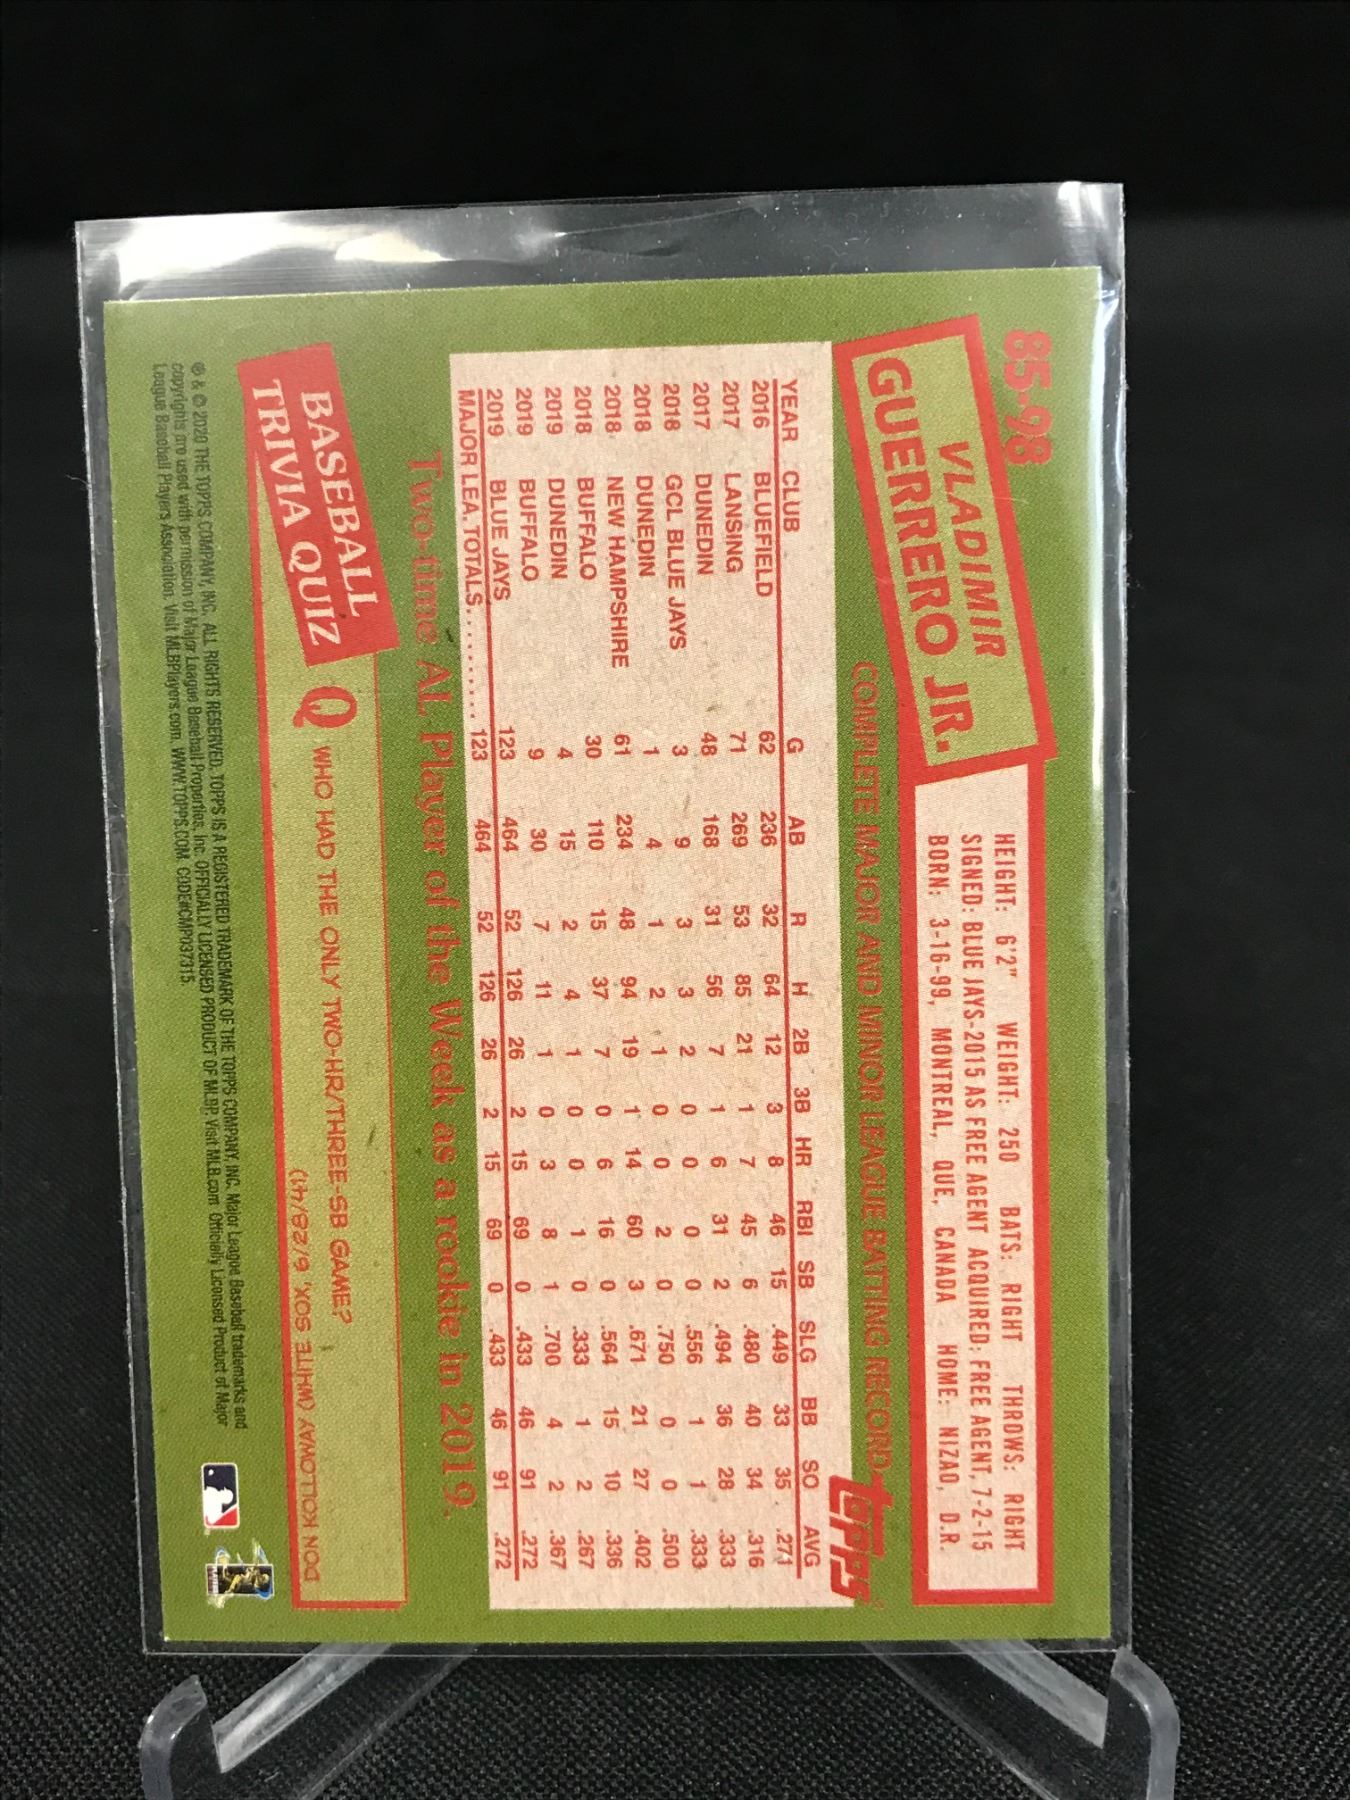 85-98
VLADIMIR
GUERRERO JR.
HEIGHT: 6'2" WEIGHT: 250 BATS: RIGHT THROWS: RIGHT
SIGNED: BLUE JAYS-2015 AS FREE AGENT ACQUIRED: FREE AGENT, 7-2-15
BORN: 3-16-99, MONTREAL, QUE, CANADA HOME: NIZAO, D.R.
COMPLETE MAJOR AND MINOR LEAGUE BATTING RECORD
topps
YEAR CLUB G AB R H 2B 3B HR RBI SB SLG BB SO AVG
2016 BLUEFIELD 62 236 32 64 12 3 8 46 15 .449 33 35 .271
2017 LANSING 71 269 53 85 21 1 7 45 6 .480 40 34 .316
2017 DUNEDIN 48 168 31 56 7 1 6 31 2 .494 36 28 .333
2018 GCL BLUE JAYS 3 9 3 3 2 0 0 0 0 .556 1 1 .333
2018 DUNEDIN 1 4 1 2 1 0 0 2 0 .750 0 0 .500
2018 NEW HAMPSHIRE 61 234 48 94 19 1 14 60 3 .671 21 27 .402
2018 BUFFALO 30 110 15 37 7 0 6 16 0 .564 15 10 .336
2019 DUNEDIN 4 15 2 4 1 0 0 1 0 .333 1 2 .267
2019 BUFFALO 9 30 7 11 1 0 3 8 1 .700 4 2 .367
2019 BLUE JAYS 123 464 52 126 26 2 15 69 0 .433 46 91 .272
MAJOR LEA. TOTALS.......... 123 464 52 126 26 2 15 69 0 .433 46 91 .272
Two-time AL Player of the Week as a rookie in 2019.
BASEBALL
TRIVIA QUIZ
Q WHO HAD THE ONLY TWO-HR/THREE-SB GAME?
DON KOLLOWAY (WHITE SOX, 6/28/41)
® & © 2020 THE TOPPS COMPANY, INC. ALL RIGHTS RESERVED. TOPPS IS A REGISTERED TRADEMARK OF THE TOPPS COMPANY, INC. Major League Baseball trademarks and
copyrights are used with permission of Major League Baseball Properties, Inc. OFFICIALLY LICENSED PRODUCT OF MLBP. Visit MLB.com Officially Licensed Product of Major
League Baseball Players Association. Visit MLBPlayers.com. WWW.TOPPS.COM. CODE#CMP037315